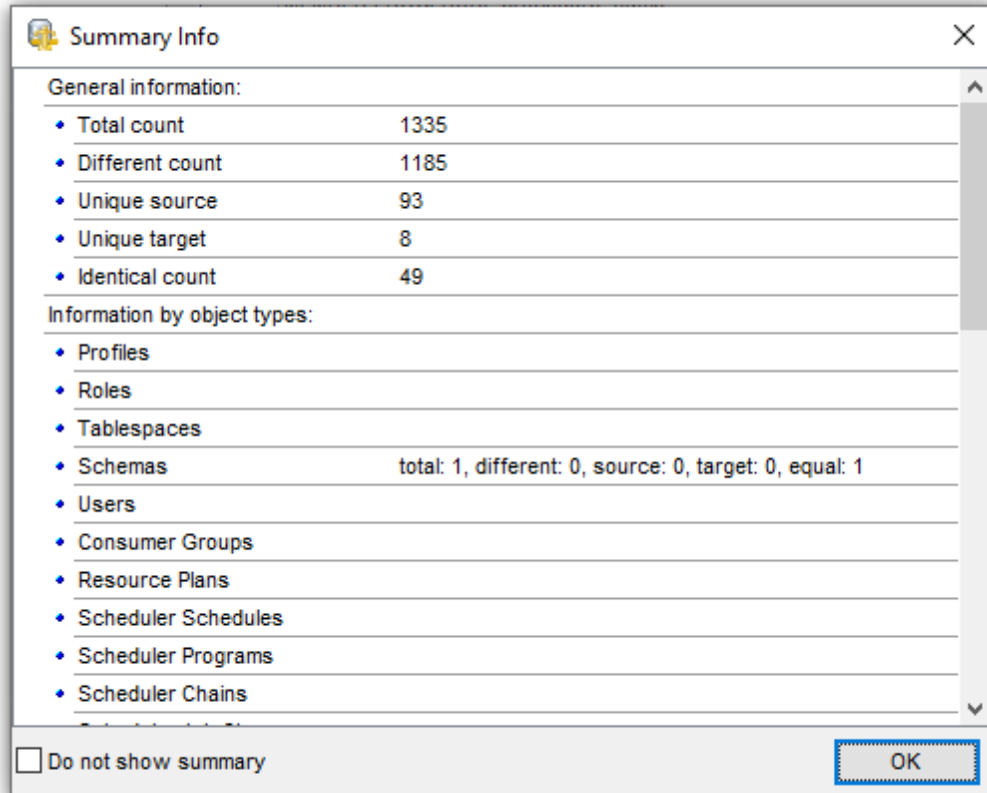 Summary Info
General information:
Total count 1335
Different count 1185
Unique source 93
Unique target 8
Identical count 49
Information by object types:
Profiles
Roles
Tablespaces
Schemas total: 1, different: 0, source: 0, target: 0, equal: 1
Users
Consumer Groups
Resource Plans
Scheduler Schedules
Scheduler Programs
Scheduler Chains
Do not show summary
OK